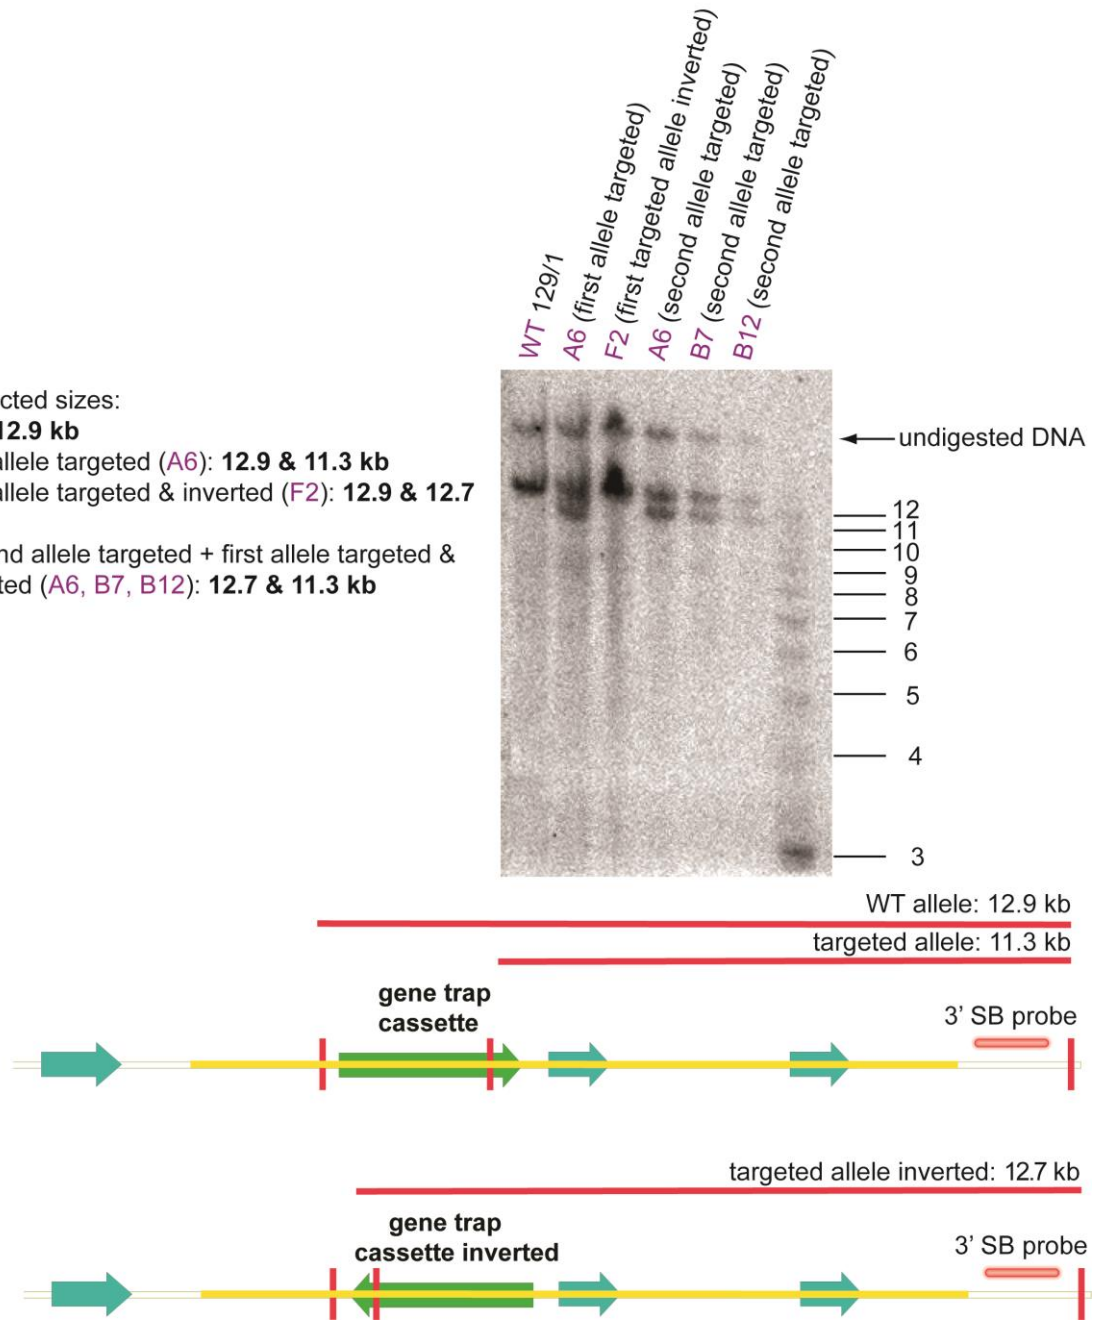 WT 129/1
A6 (first allele targeted)
F2 (first targeted allele inverted)
A6 (second allele targeted)
B7 (second allele targeted)
B12 (second allele targeted)
cted sizes:
12.9 kb
allele targeted (A6): 12.9 & 11.3 kb
allele targeted & inverted (F2): 12.9 & 12.7
nd allele targeted + first allele targeted &
ted (A6, B7, B12): 12.7 & 11.3 kb
undigested DNA
12
11
10
9
8
7
6
5
4
3
WT allele: 12.9 kb
targeted allele: 11.3 kb
gene trap
cassette
3' SB probe
targeted allele inverted: 12.7 kb
gene trap
cassette inverted
3' SB probe